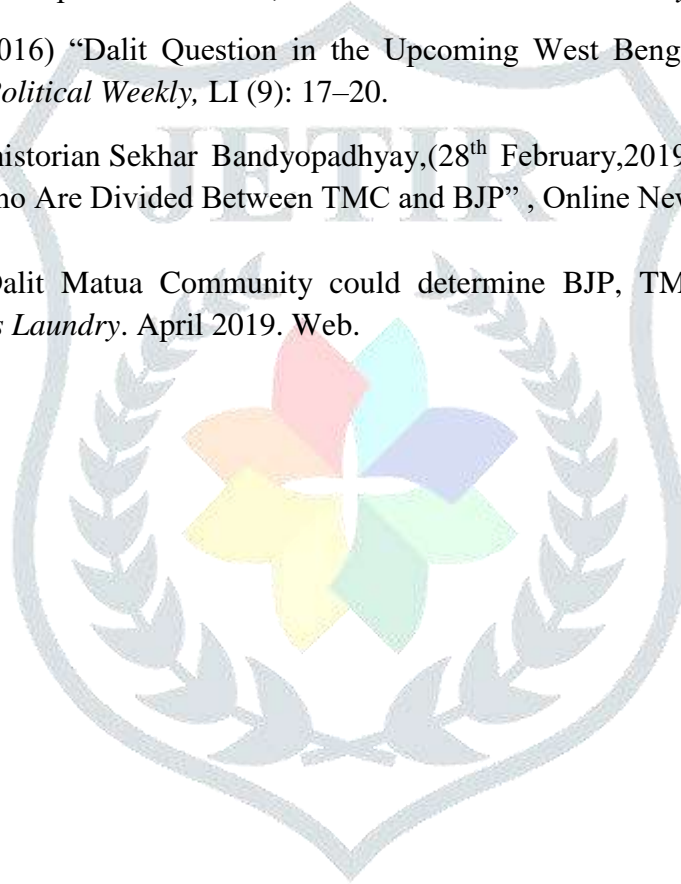 016) “Dalit Question in the Upcoming West Beng
Political Weekly, LI (9): 17–20.
historian Sekhar Bandyopadhyay,(28th February,2019
no Are Divided Between TMC and BJP” , Online New
Dalit Matua Community could determine BJP, TM
s Laundry. April 2019. Web.
JETIR